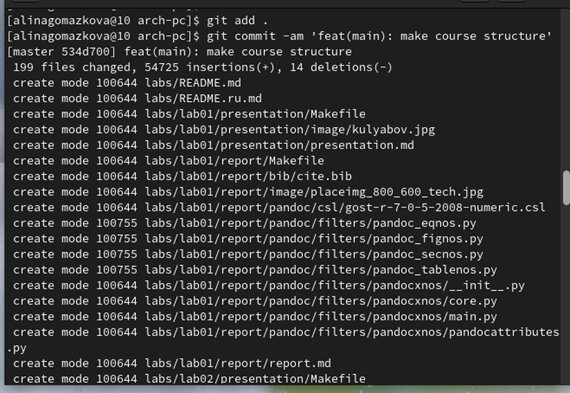 [alinagomazkova@10 arch-pc]$ git add .
[alinagomazkova@10 arch-pc]$ git commit -am 'feat(main): make course structure'
[master 534d700] feat(main): make course structure
 199 files changed, 54725 insertions(+), 14 deletions(-)
 create mode 100644 labs/README.md
 create mode 100644 labs/README.ru.md
 create mode 100644 labs/lab01/presentation/Makefile
 create mode 100644 labs/lab01/presentation/image/kulyabov.jpg
 create mode 100644 labs/lab01/presentation/presentation.md
 create mode 100644 labs/lab01/report/Makefile
 create mode 100644 labs/lab01/report/bib/cite.bib
 create mode 100644 labs/lab01/report/image/placeimg_800_600_tech.jpg
 create mode 100644 labs/lab01/report/pandoc/csl/gost-r-7-0-5-2008-numeric.csl
 create mode 100755 labs/lab01/report/pandoc/filters/pandoc_eqnos.py
 create mode 100755 labs/lab01/report/pandoc/filters/pandoc_fignos.py
 create mode 100755 labs/lab01/report/pandoc/filters/pandoc_secnos.py
 create mode 100755 labs/lab01/report/pandoc/filters/pandoc_tablenos.py
 create mode 100644 labs/lab01/report/pandoc/filters/pandocxnos/__init__.py
 create mode 100644 labs/lab01/report/pandoc/filters/pandocxnos/core.py
 create mode 100644 labs/lab01/report/pandoc/filters/pandocxnos/main.py
 create mode 100644 labs/lab01/report/pandoc/filters/pandocxnos/pandocattributes
.py
 create mode 100644 labs/lab01/report/report.md
 create mode 100644 labs/lab02/presentation/Makefile